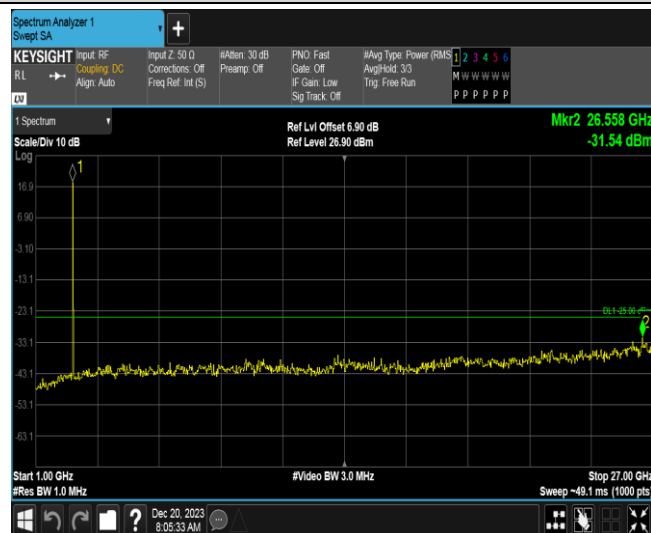 Spectrum Analyzer 1
Swept SA
+
KEYSIGHT Input: RF
RL
Coupling: DC
Align: Auto
Input Z: 50 Ω
Corrections: Off
Freq Ref: Int (S)
#Atten: 30 dB
Preamp: Off
PNO: Fast
Gate: Off
IF Gain: Low
Sig Track: Off
#Avg Type: Power (RMS
Avg|Hold: 3/3
Trig: Free Run
1 2 3 4 5 6
M W W W W W
P P P P P P
1 Spectrum
Scale/Div 10 dB
Ref Lvl Offset 6.90 dB
Ref Level 26.90 dBm
Mkr2 26.558 GHz
-31.54 dBm
Log
1
16.9
6.90
-3.10
-13.1
-23.1
DL1 -25.00
2
-33.1
-43.1
-53.1
-63.1
Start 1.00 GHz
#Res BW 1.0 MHz
#Video BW 3.0 MHz
Stop 27.00 GHz
Sweep ~49.1 ms (1000 pts
?
Dec 20, 2023
8:05:33 AM